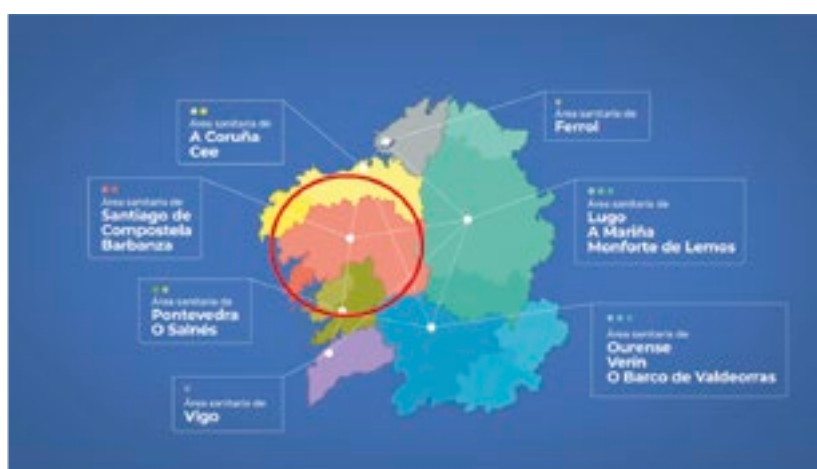 Área sanitaria de
A Coruña
Cee
Área sanitaria de
Ferrol
Área sanitaria de
Santiago de
Compostela
Barbanza
Área sanitaria de
Lugo
A Mariña
Monforte de Lemos
Área sanitaria de
Pontevedra
O Salnés
Área sanitaria de
Ourense
Verín
O Barco de Valdeorras
Área sanitaria de
Vigo